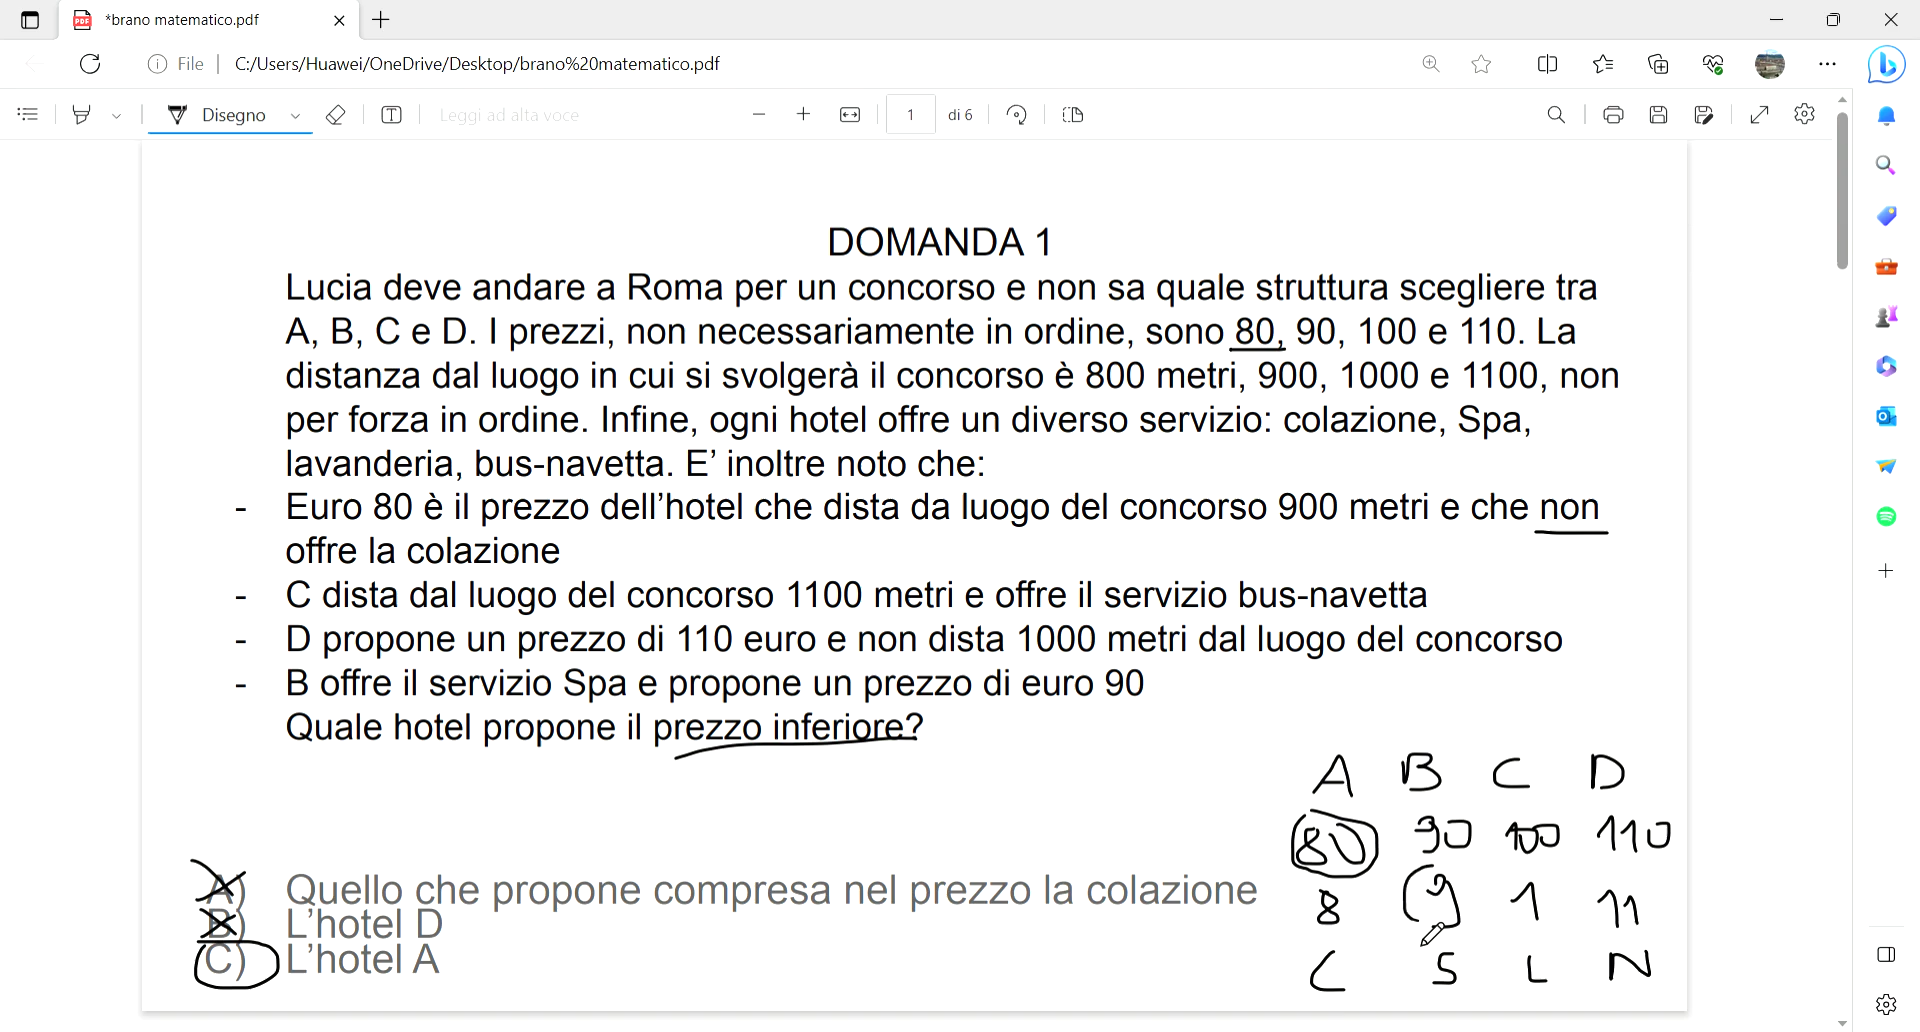 *brano matematico.pdf
File
C:/Users/Huawei/OneDrive/Desktop/brano%20matematico.pdf
Disegno
Leggi ad alta voce
1 di 6
DOMANDA 1
Lucia deve andare a Roma per un concorso e non sa quale struttura scegliere tra
A, B, C e D. I prezzi, non necessariamente in ordine, sono 80, 90, 100 e 110. La
distanza dal luogo in cui si svolgerà il concorso è 800 metri, 900, 1000 e 1100, non
per forza in ordine. Infine, ogni hotel offre un diverso servizio: colazione, Spa,
lavanderia, bus-navetta. E' inoltre noto che:
- Euro 80 è il prezzo dell'hotel che dista da luogo del concorso 900 metri e che non
offre la colazione
- C dista dal luogo del concorso 1100 metri e offre il servizio bus-navetta
- D propone un prezzo di 110 euro e non dista 1000 metri dal luogo del concorso
- B offre il servizio Spa e propone un prezzo di euro 90
Quale hotel propone il prezzo inferiore?
A B C D
80 90 100 110
8 9 1 11
C S L N
A) Quello che propone compresa nel prezzo la colazione
B) L'hotel D
C) L'hotel A